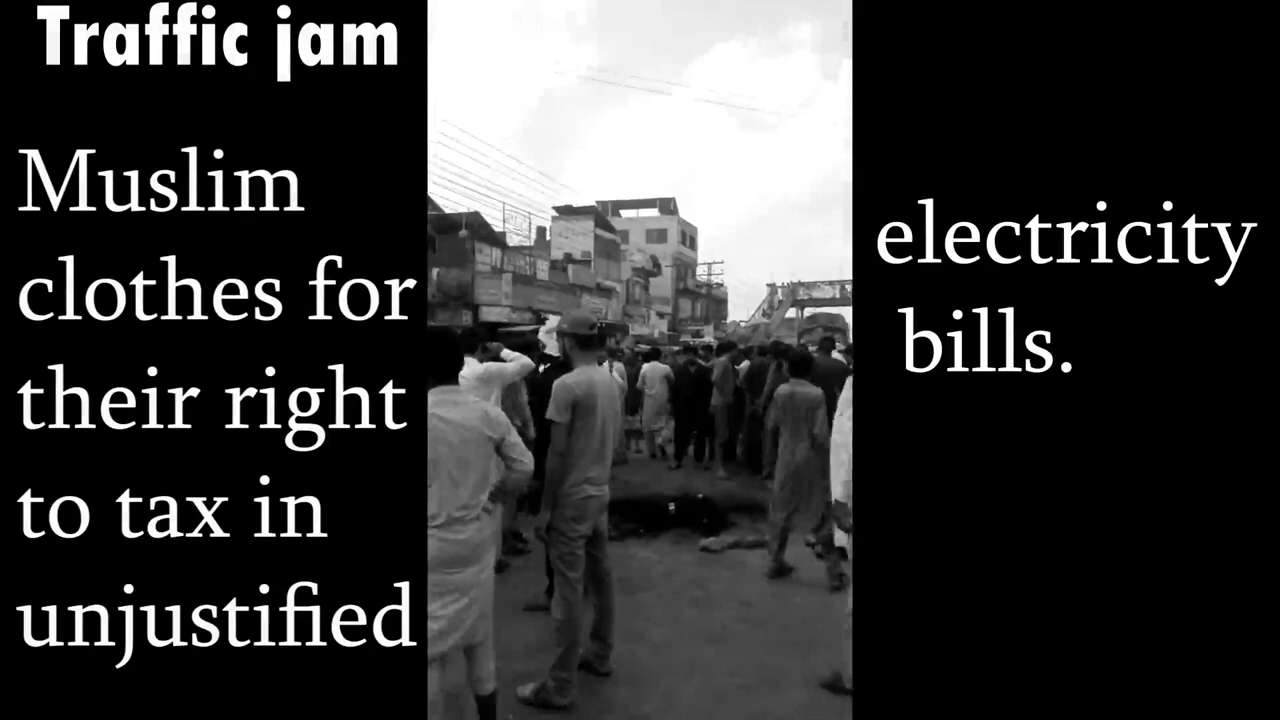 Traffic jam
Muslim
clothes for
their right
to tax in
unjustified
electricity
bills.